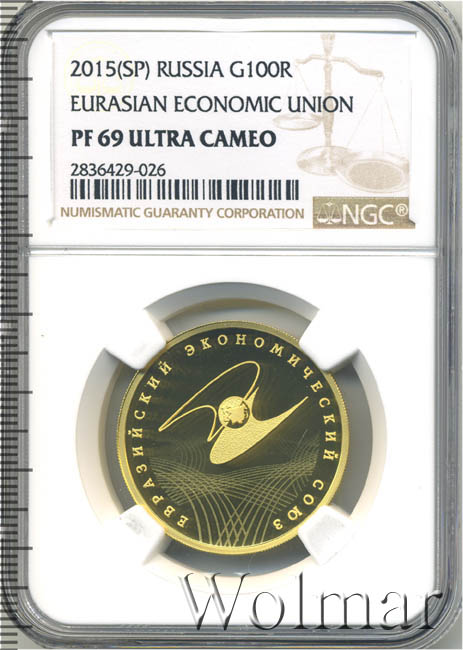 2015(SP) RUSSIA G100R
EURASIAN ECONOMIC UNION
PF 69 ULTRA CAMEO
2836429-026
NUMISMATIC GUARANTY CORPORATION
NGC®
ЕВРАЗИЙСКИЙ ЭКОНОМИЧЕСКИЙ СОЮЗ
Wolmar